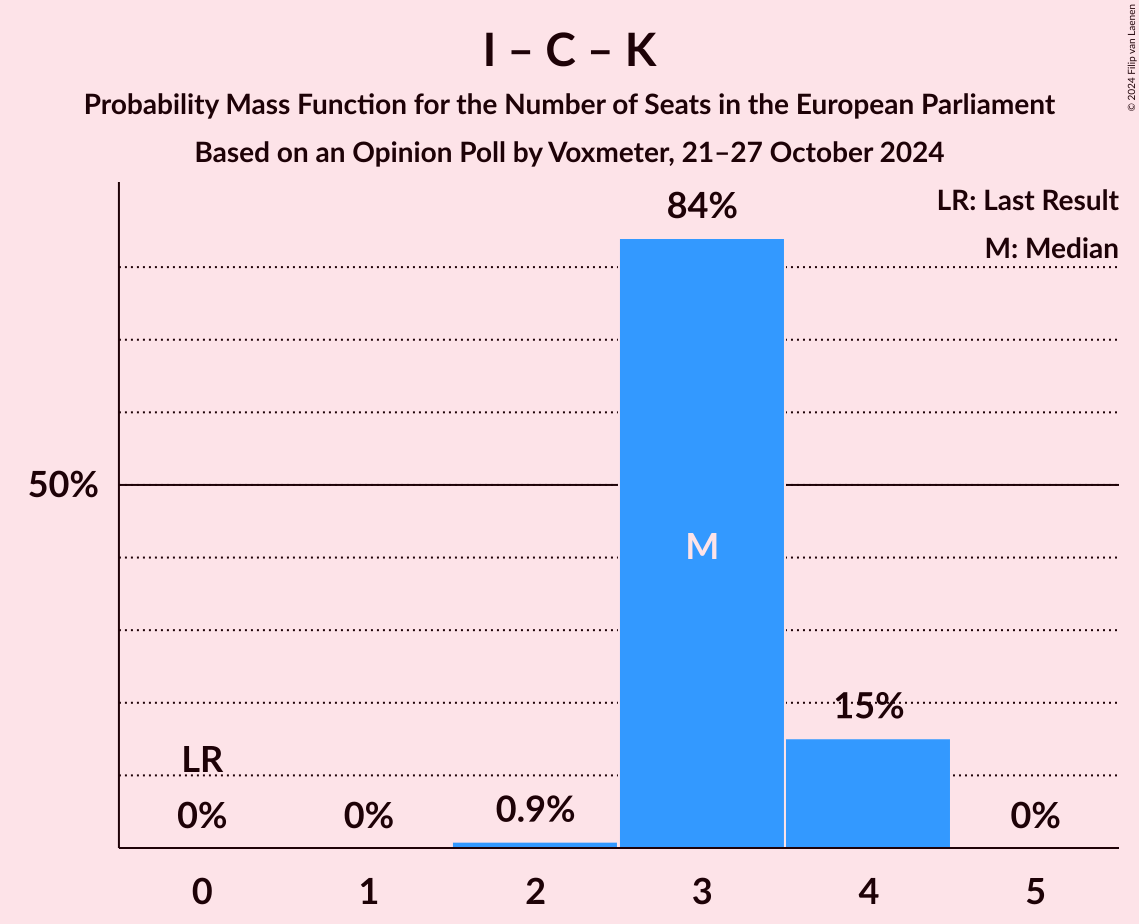 I – C – K
Probability Mass Function for the Number of Seats in the European Parliament
Based on an Opinion Poll by Voxmeter, 21–27 October 2024
© 2024 Filip van Laenen
LR: Last Result
M: Median
84%
50%
M
15%
LR
0%
0%
0.9%
0%
0
1
2
3
4
5